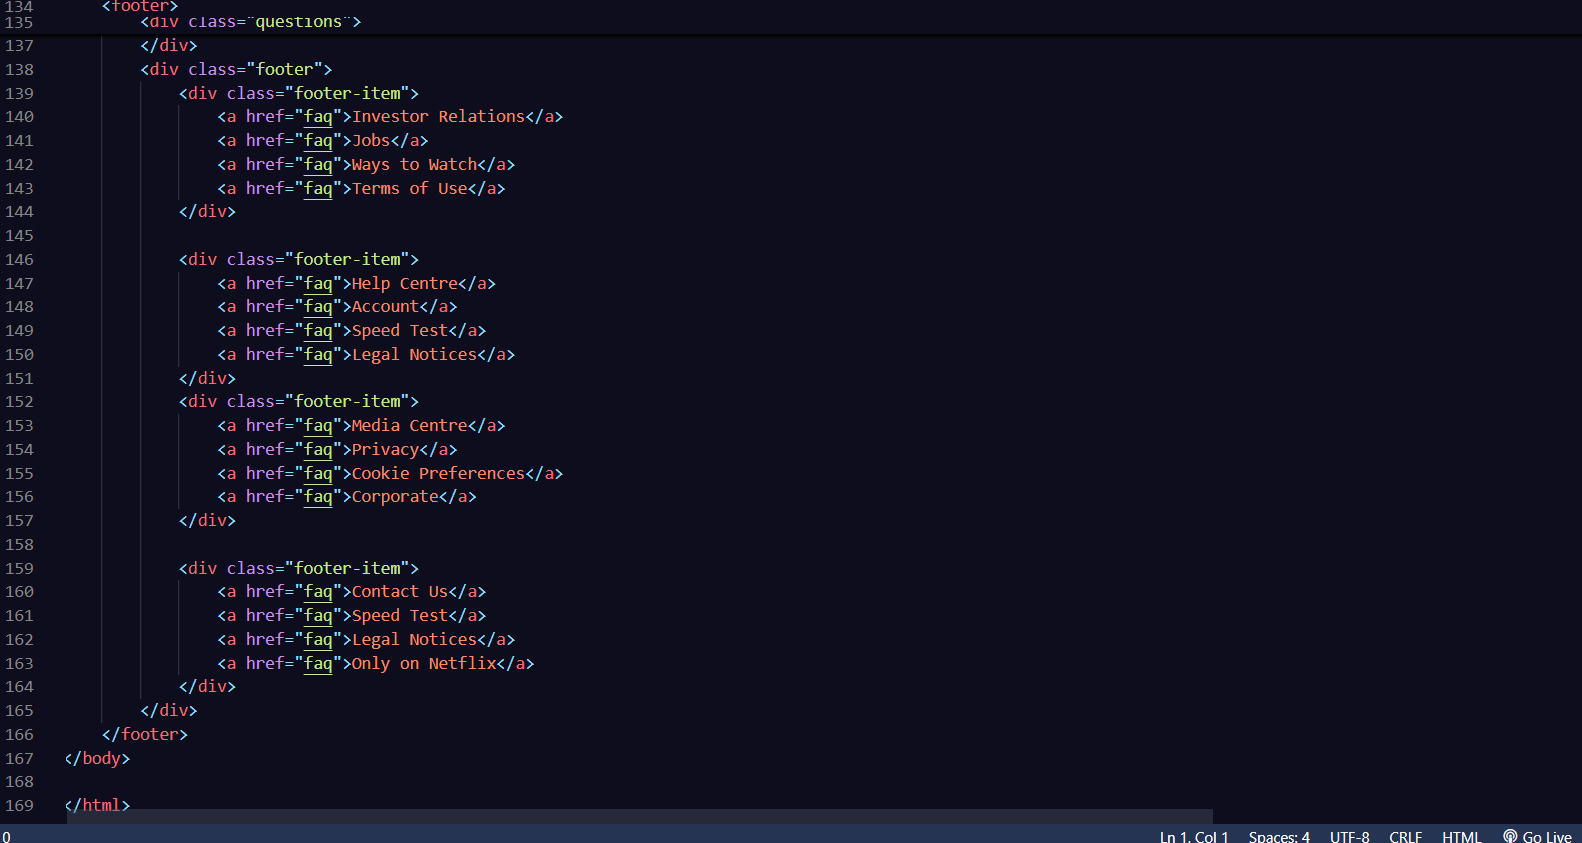 134 <footer>
135 <div class="questions">
137 </div>
138 <div class="footer">
139 <div class="footer-item">
140 <a href="faq">Investor Relations</a>
141 <a href="faq">Jobs</a>
142 <a href="faq">Ways to Watch</a>
143 <a href="faq">Terms of Use</a>
144 </div>
145
146 <div class="footer-item">
147 <a href="faq">Help Centre</a>
148 <a href="faq">Account</a>
149 <a href="faq">Speed Test</a>
150 <a href="faq">Legal Notices</a>
151 </div>
152 <div class="footer-item">
153 <a href="faq">Media Centre</a>
154 <a href="faq">Privacy</a>
155 <a href="faq">Cookie Preferences</a>
156 <a href="faq">Corporate</a>
157 </div>
158
159 <div class="footer-item">
160 <a href="faq">Contact Us</a>
161 <a href="faq">Speed Test</a>
162 <a href="faq">Legal Notices</a>
163 <a href="faq">Only on Netflix</a>
164 </div>
165 </div>
166 </footer>
167 </body>
168
169 </html>
0 Ln 1, Col 1 Spaces: 4 UTF-8 CRLF HTML Go Live